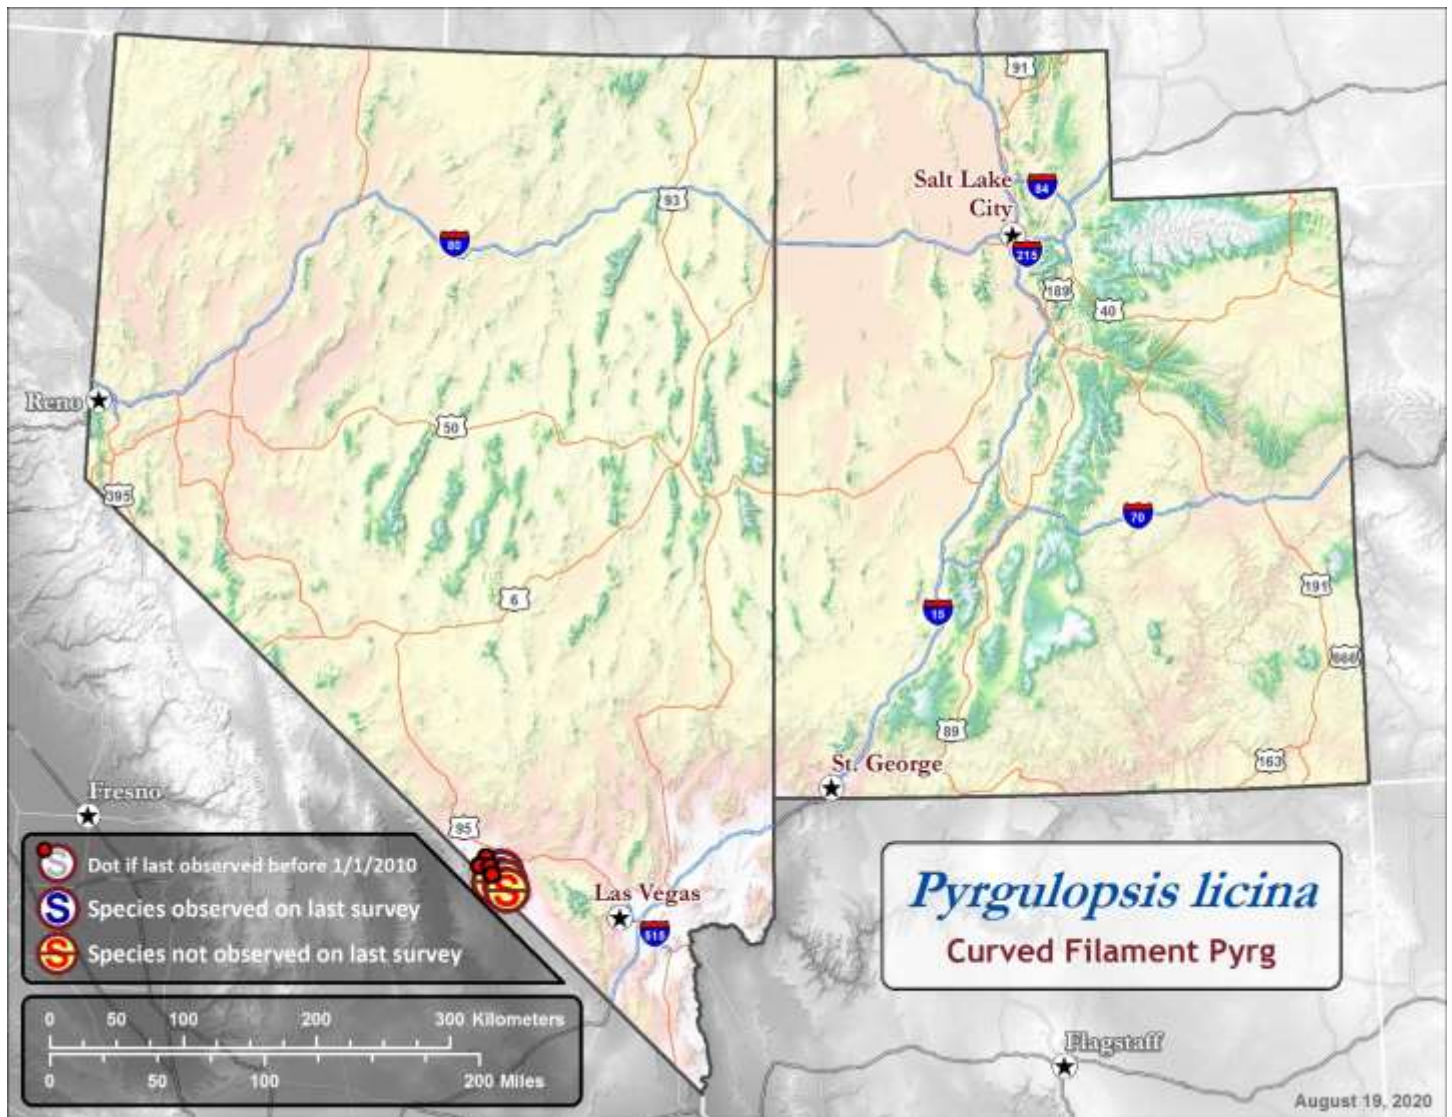 91
Salt Lake
City
84
93
80
215
189
40
Reno
50
395
70
6
191
15
666
89
St. George
163
Fresno
95
S Dot if last observed before 1/1/2010
S Species observed on last survey
S Species not observed on last survey
S
Las Vegas
515
Pyrgulopsis licina
Curved Filament Pyrg
0 50 100 200 300 Kilometers
0 50 100 200 Miles
Flagstaff
August 19, 2020